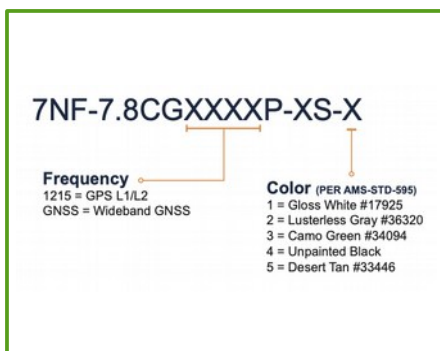 7NF-7.8CGXXXXP-XS-X
Frequency
1215 = GPS L1/L2
GNSS = Wideband GNSS
Color (PER AMS-STD-595)
1 = Gloss White #17925
2 = Lusterless Gray #36320
3 = Camo Green #34094
4 = Unpainted Black
5 = Desert Tan #33446